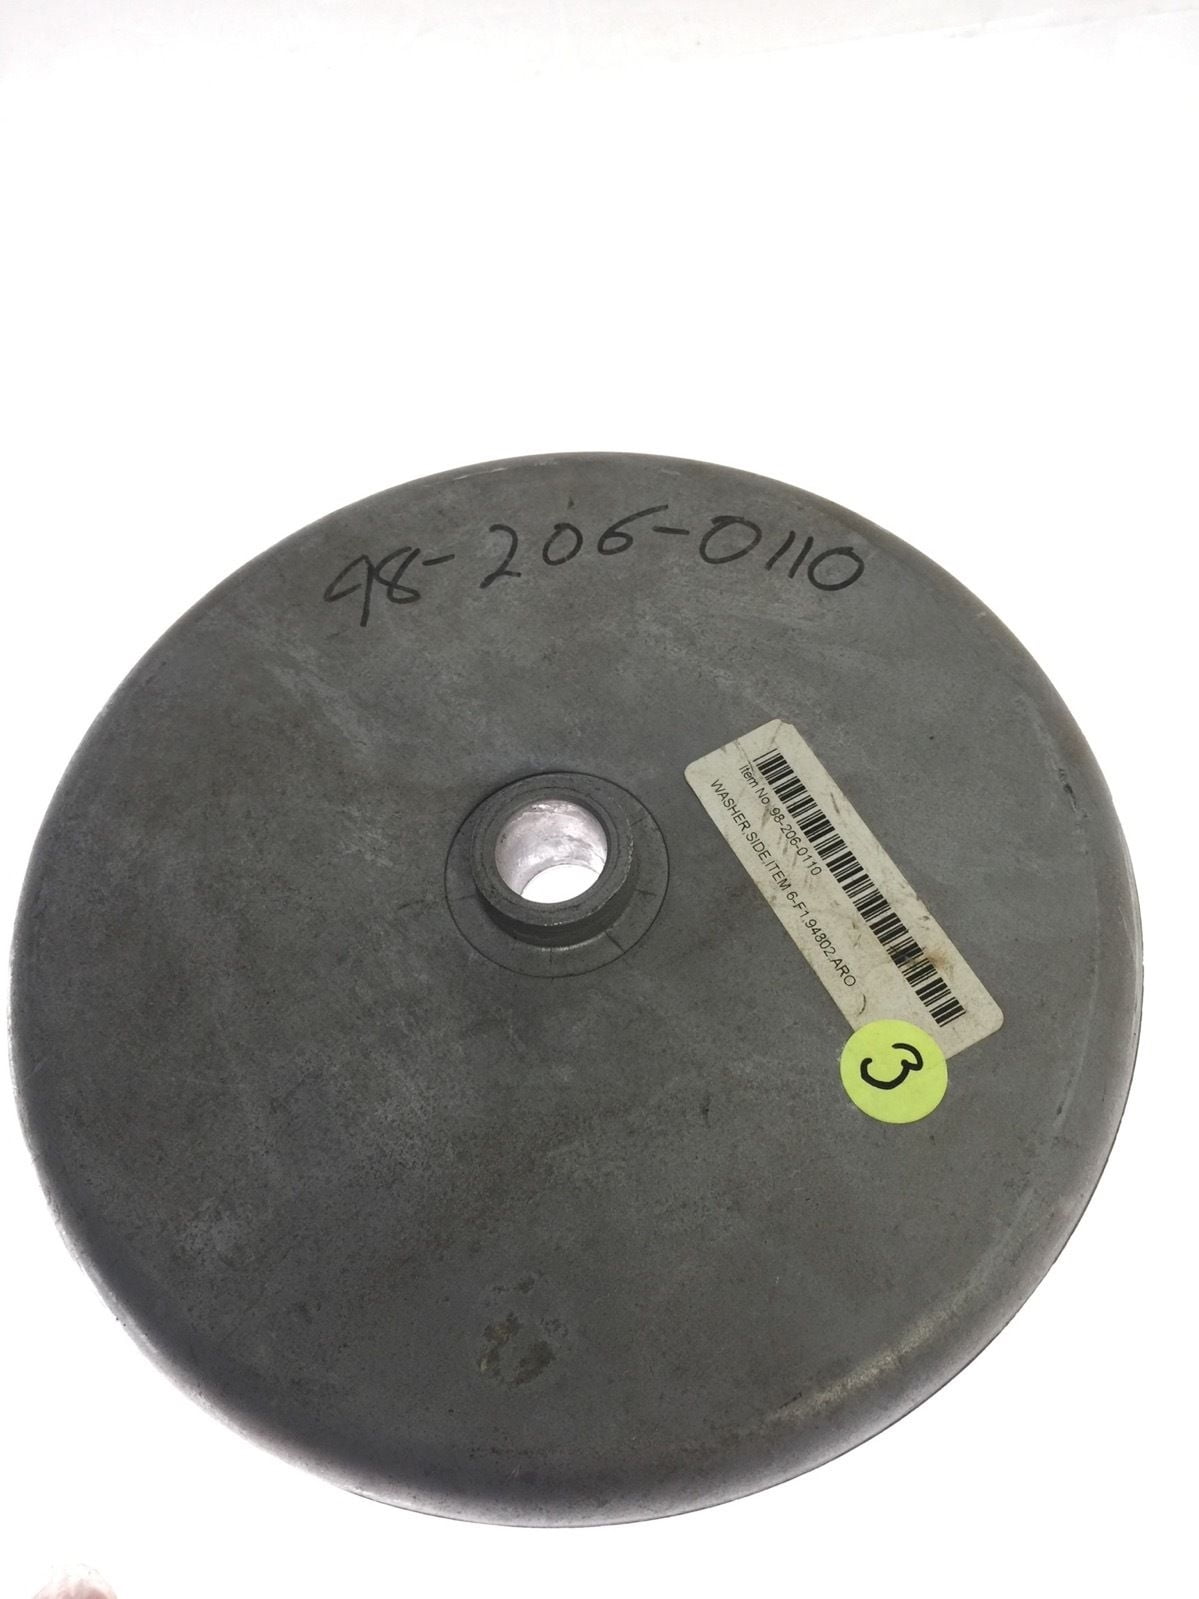 98-206-0110
Item No. 98-206-0110
WASHER,SIDE,ITEM 6-F1,94802,ARO
3